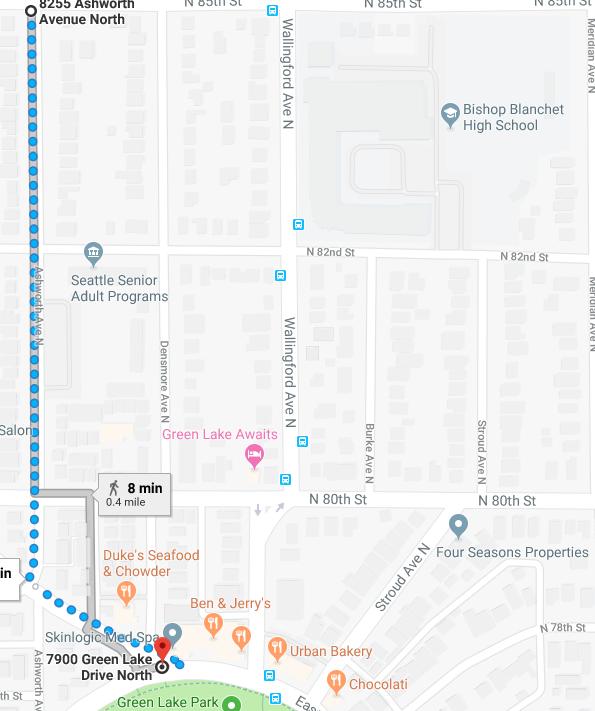 8255 Ashworth
Avenue North
N 85th St
N 85th St
N 85th St
Wallingford Ave N
Meridian Ave N
Bishop Blanchet
High School
N 82nd St
N 82nd St
Seattle Senior
Adult Programs
Ashworth Ave N
Meridian Ave N
Wallingford Ave N
Densmore Ave N
Salon
Green Lake Awaits
Burke Ave N
Stroud Ave N
8 min
0.4 mile
N 80th St
N 80th St
Four Seasons Properties
Duke's Seafood
& Chowder
in
Stroud Ave N
Ben & Jerry's
N 78th St
Skinlogic Med Spa
Urban Bakery
7900 Green Lake
Drive North
Ashworth Av
Chocolati
th St
Green Lake Park
Eas